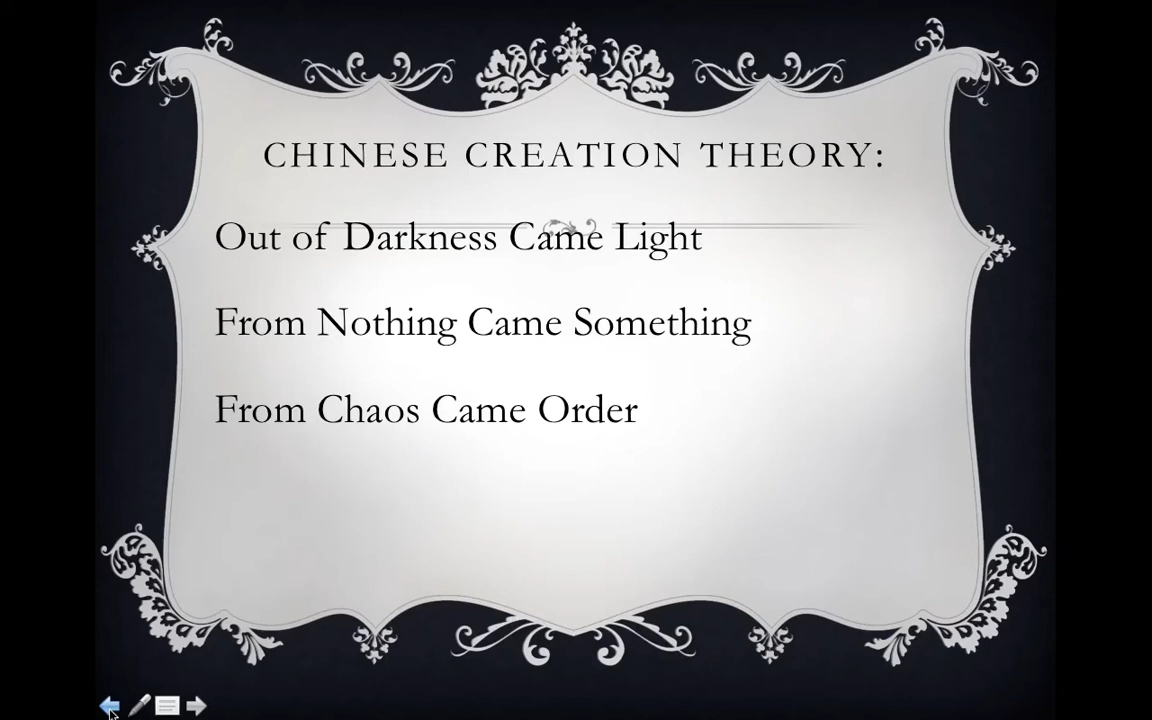 CHINESE CREATION THEORY:
Out of Darkness Came Light
From Nothing Came Something
From Chaos Came Order